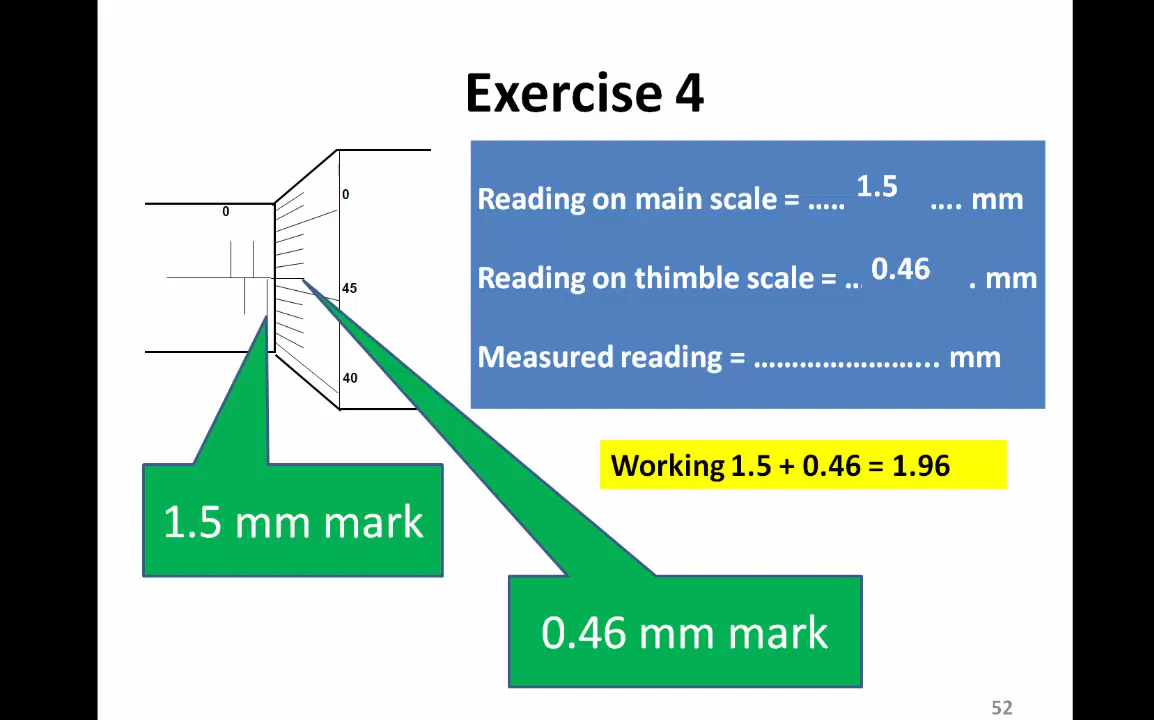 Exercise 4
0
0
45
40
Reading on main scale = ….. 1.5 …. mm
Reading on thimble scale = .. 0.46 . mm
Measured reading = …………………... mm
Working 1.5 + 0.46 = 1.96
1.5 mm mark
0.46 mm mark
52